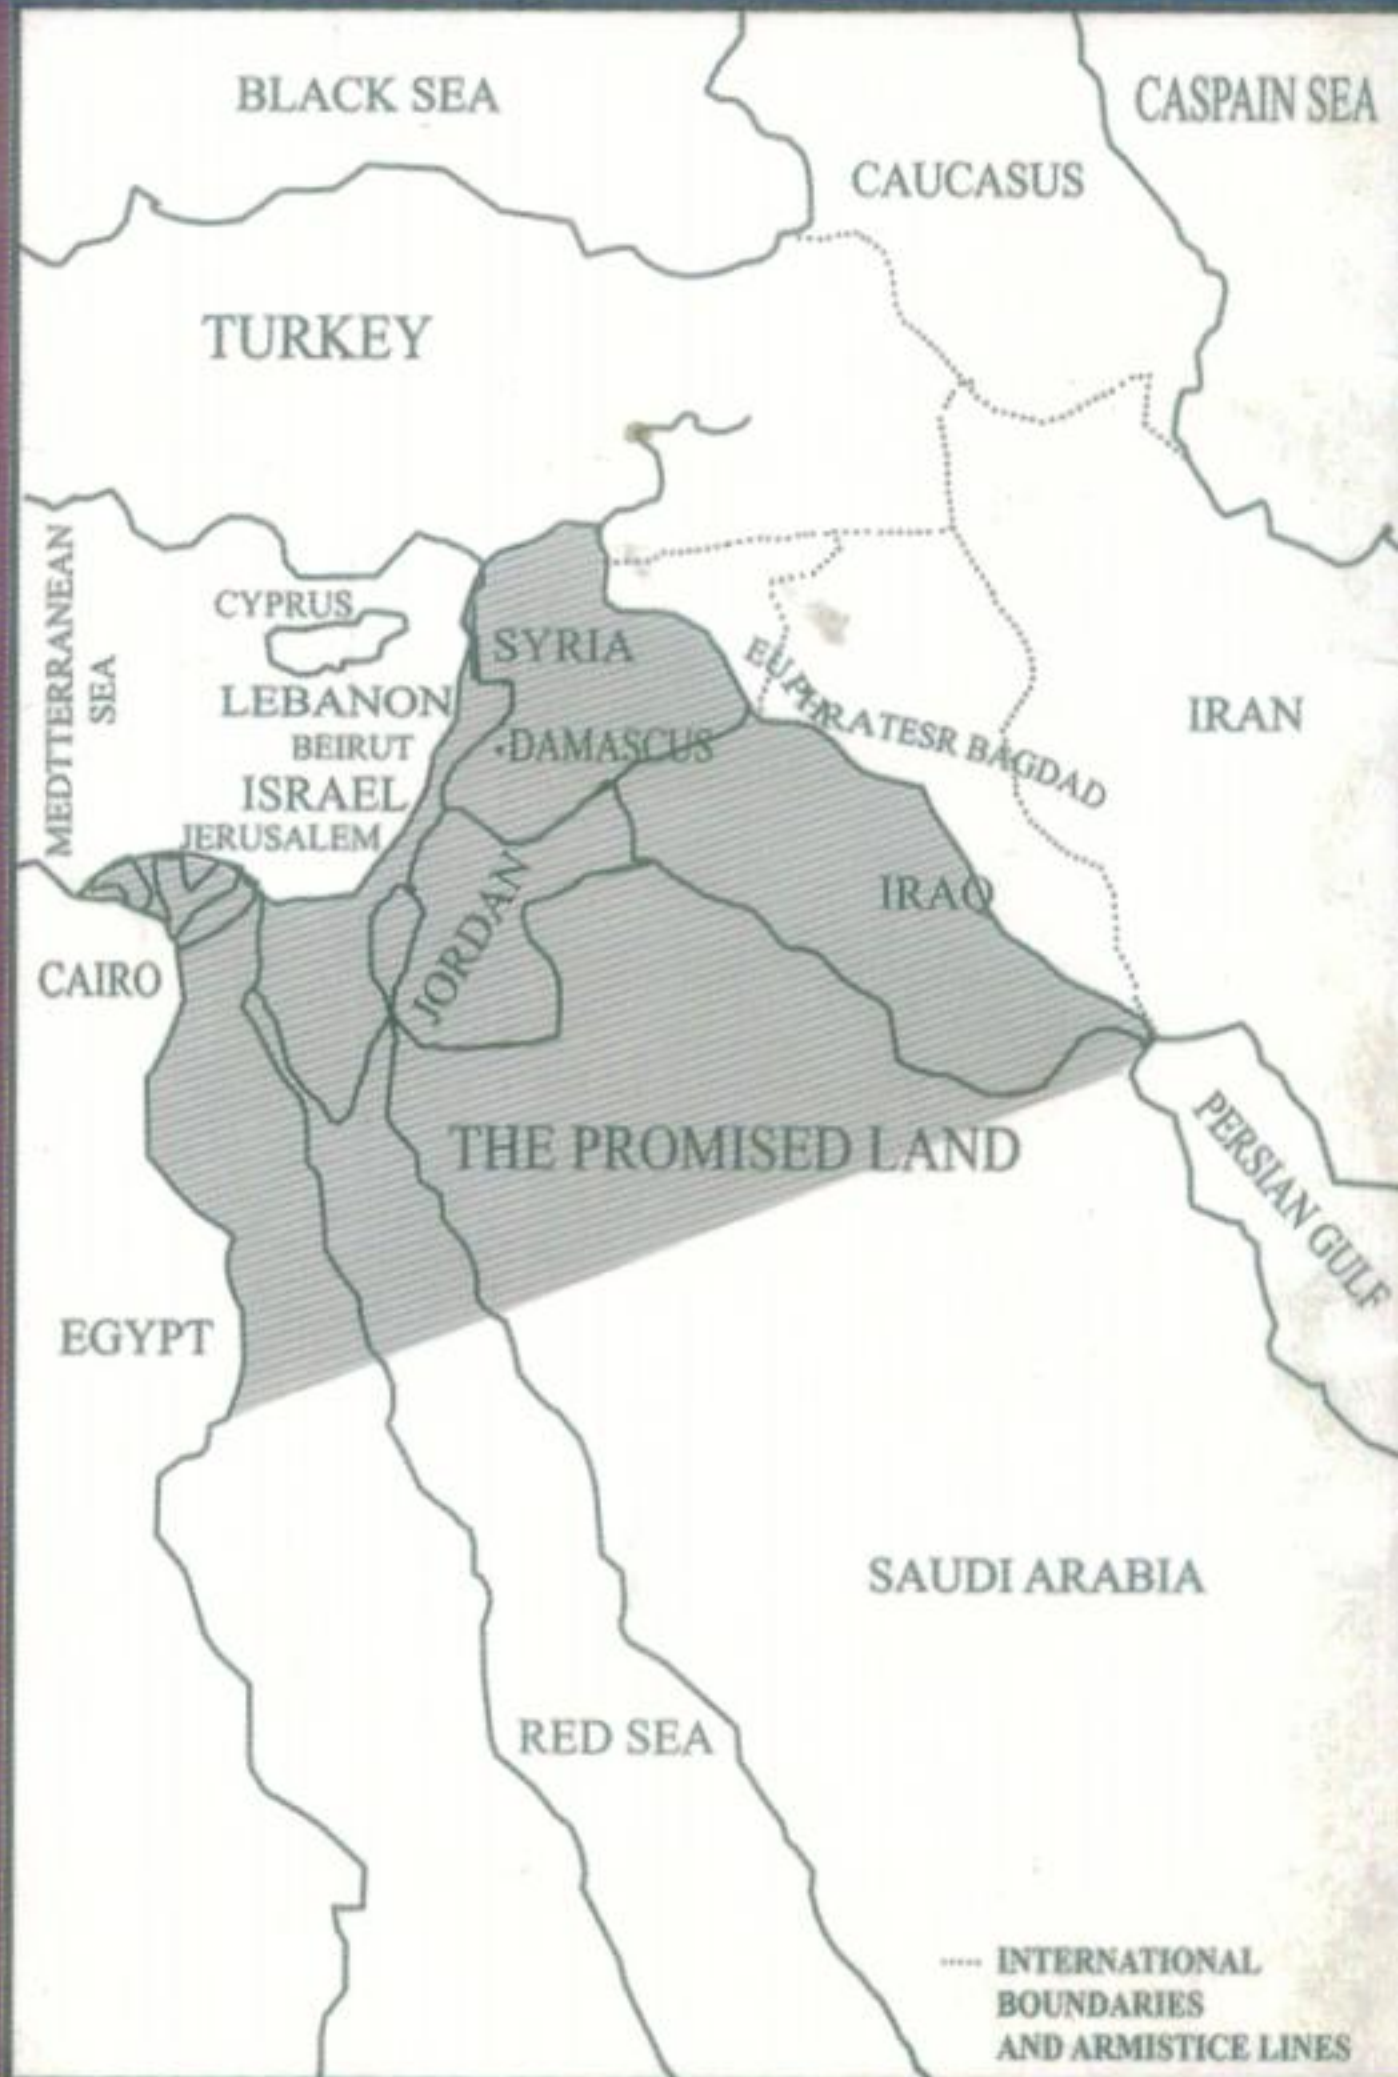 BLACK SEA
CASPAIN SEA
CAUCASUS
TURKEY
MEDTTERRANEAN
SEA
CYPRUS
SYRIA
LEBANON
BEIRUT
.DAMASCUS
ISRAEL
JERUSALEM
EUPHRATESR BAGDAD
IRAN
IRAQ
JORDAN
CAIRO
THE PROMISED LAND
PERSIAN GULF
EGYPT
SAUDI ARABIA
RED SEA
..... INTERNATIONAL
BOUNDARIES
AND ARMISTICE LINES